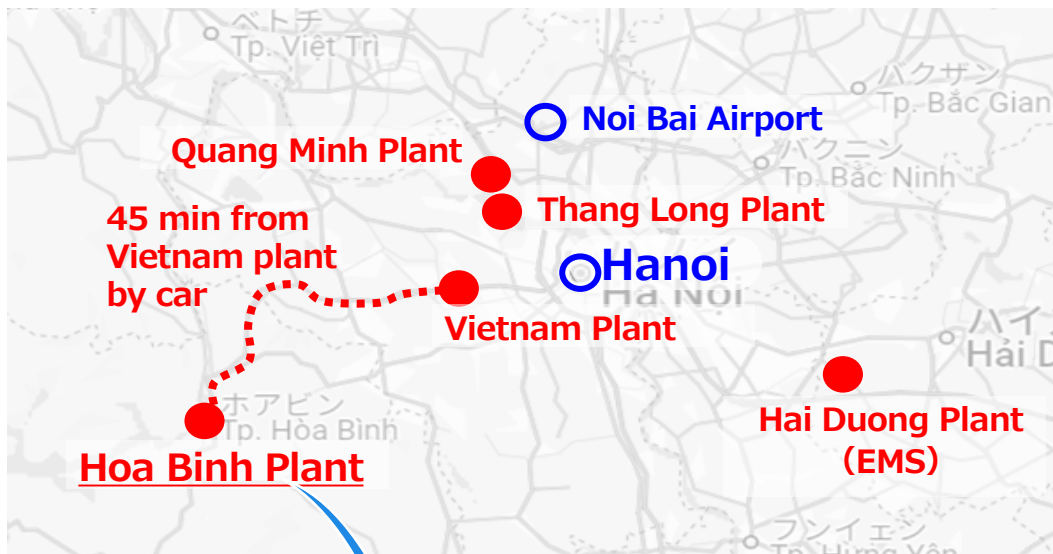 ベトチ
Tp. Việt Trì
Noi Bai Airport
バクザン
Tp. Bắc Gian
Quang Minh Plant
バクニン
Tp. Bắc Ninh
45 min from
Vietnam plant
by car
Thang Long Plant
Hanoi
Hà Nội
Vietnam Plant
ハイ
Hải D
ホアビン
Tp. Hòa Bình
Hoa Binh Plant
Hai Duong Plant
（EMS）
フンイェン
Tp. Hưng Yên